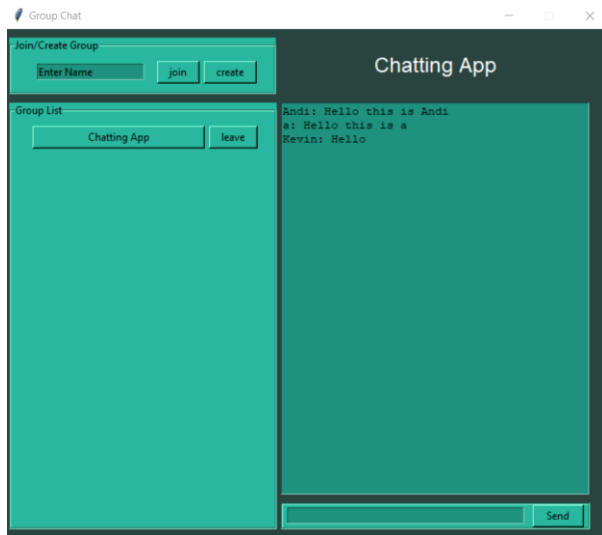 Group Chat
Join/Create Group
Enter Name
join
create
Chatting App
Group List
Chatting App
leave
Andi: Hello this is Andi
a: Hello this is a
Kevin: Hello
Send